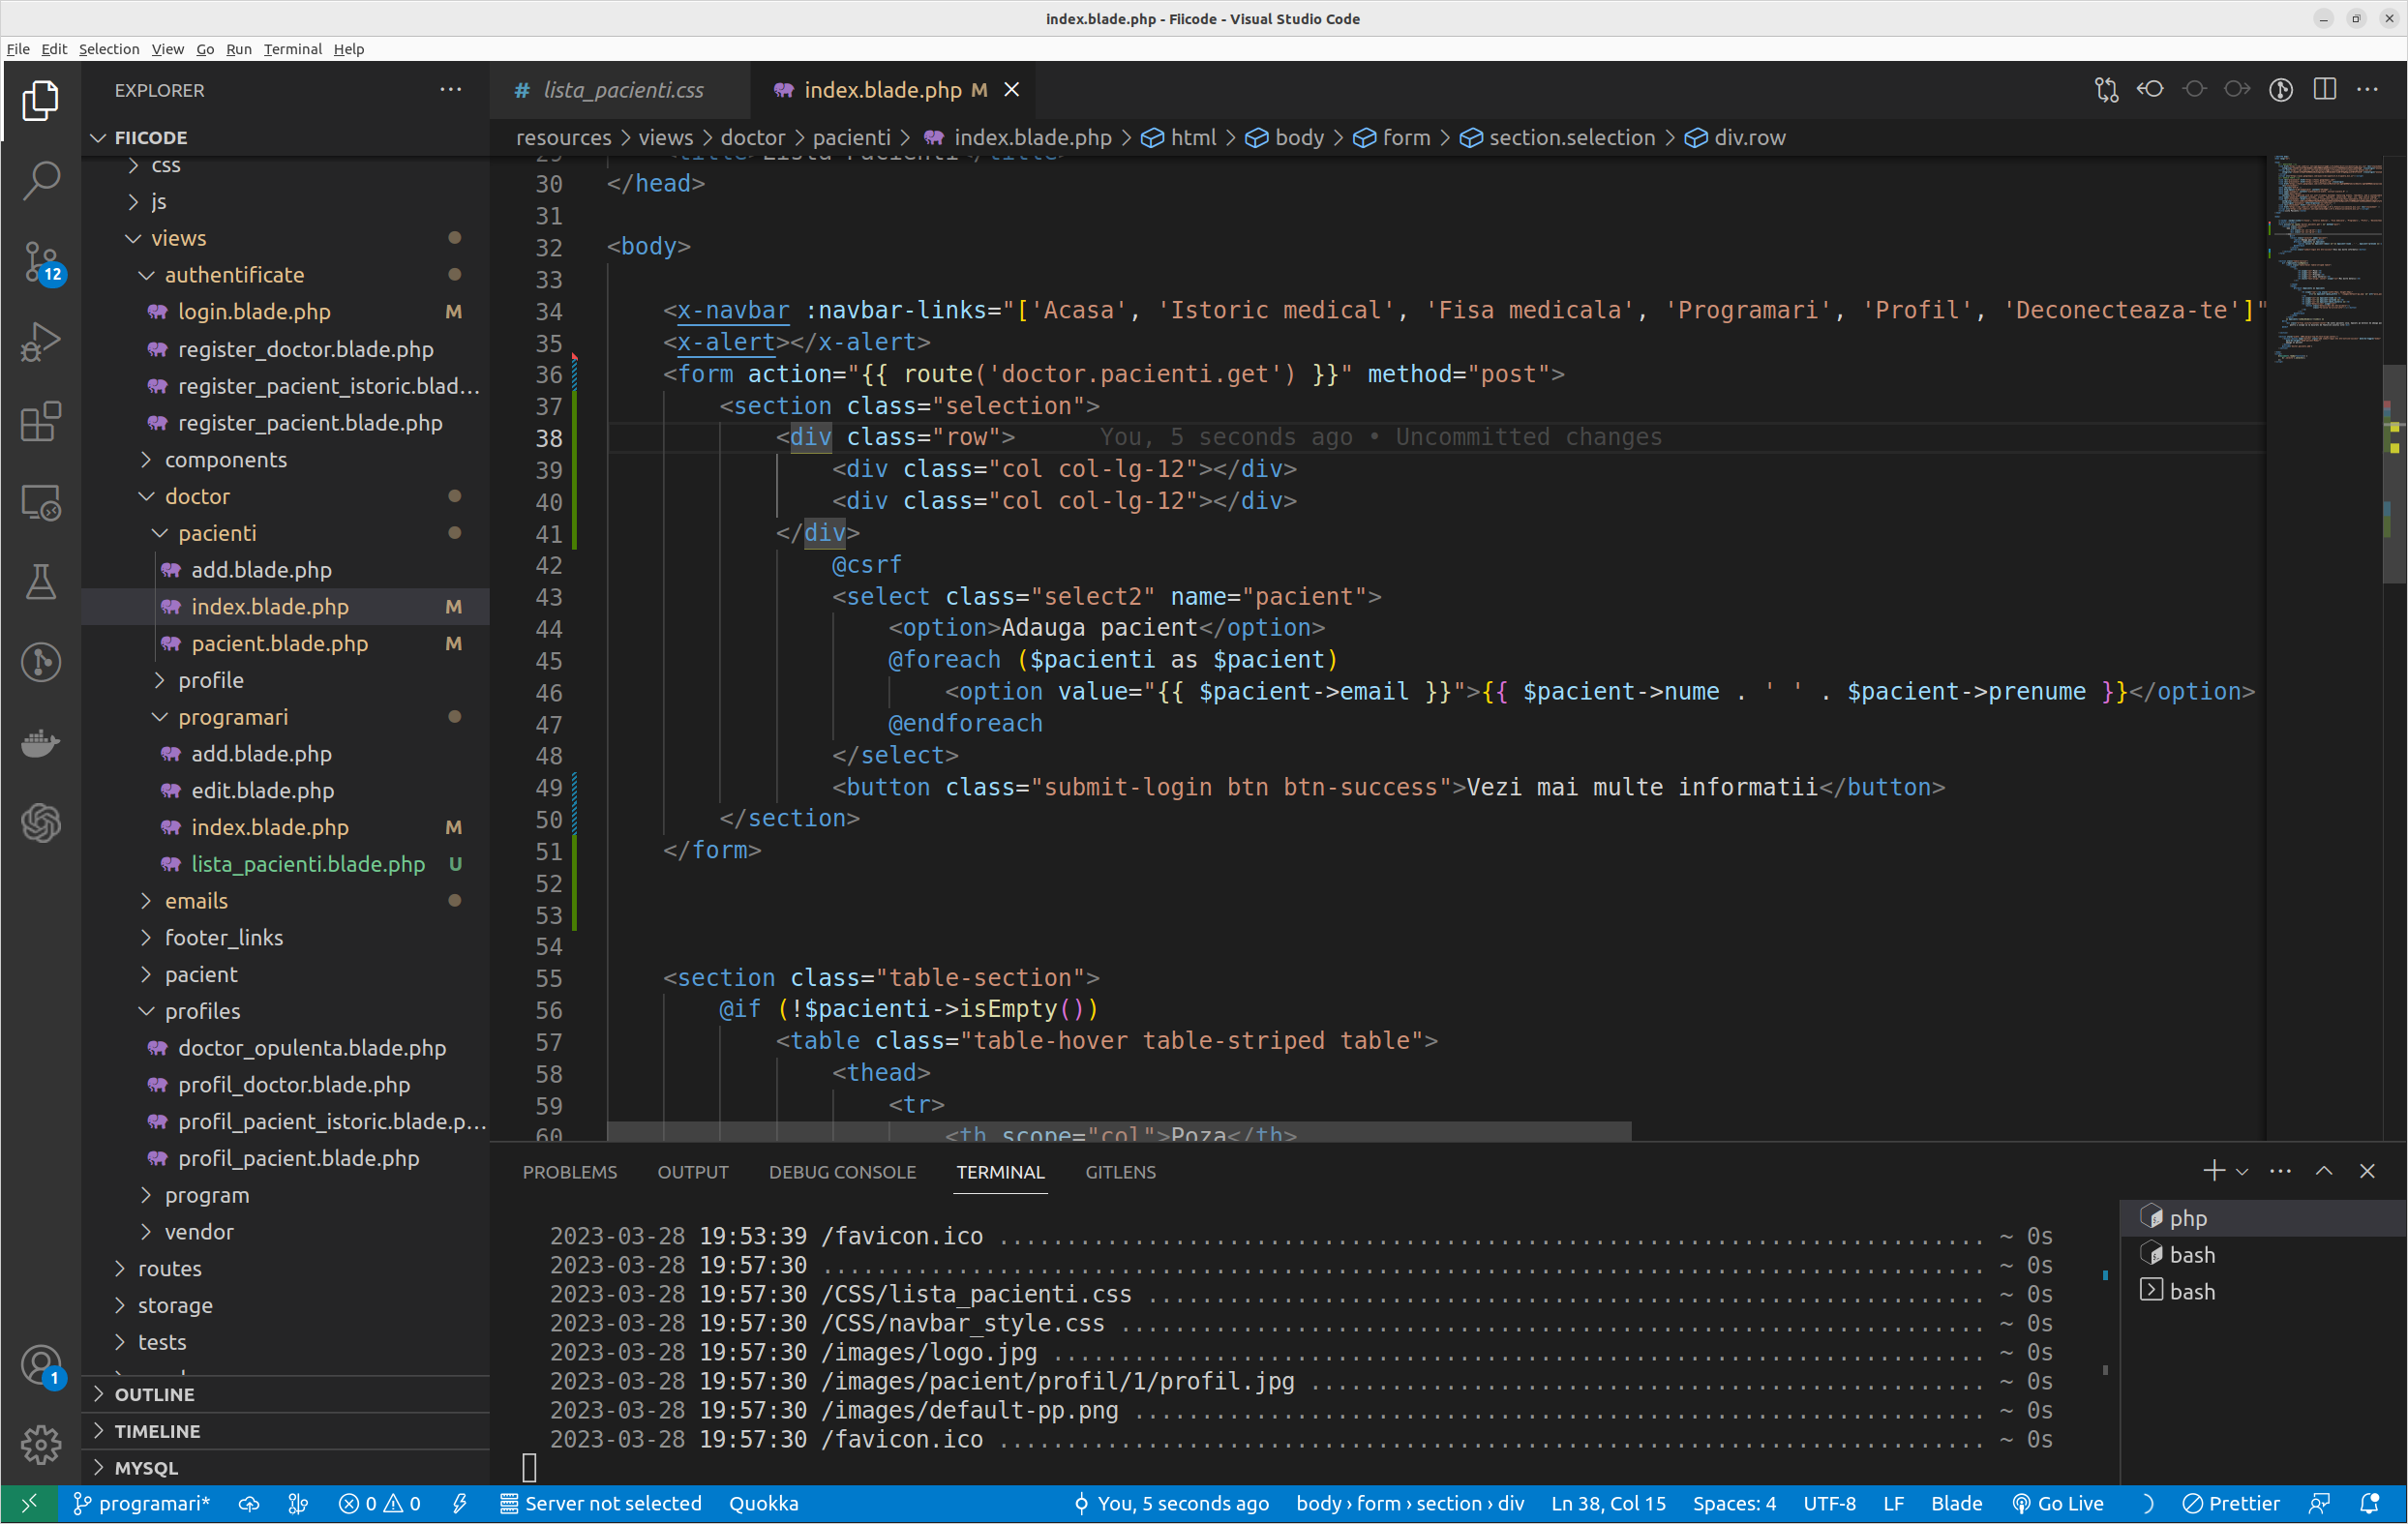 index.blade.php - Fiicode - Visual Studio Code
File Edit Selection View Go Run Terminal Help
EXPLORER
FIICODE
css
js
views
authentificate
login.blade.php M
register_doctor.blade.php
register_pacient_istoric.blad...
register_pacient.blade.php
components
doctor
pacienti
add.blade.php
index.blade.php M
pacient.blade.php M
profile
programari
add.blade.php
edit.blade.php
index.blade.php M
lista_pacienti.blade.php U
emails
footer_links
pacient
profiles
doctor_opulenta.blade.php
profil_doctor.blade.php
profil_pacient_istoric.blade.p...
profil_pacient.blade.php
program
vendor
routes
storage
tests
OUTLINE
TIMELINE
MYSQL
12
1
# lista_pacienti.css
index.blade.php M
resources > views > doctor > pacienti > index.blade.php > html > body > form > section.selection > div.row
29 <title>Lista Pacienti</title>
30 </head>
31
32 <body>
33
34 <x-navbar :navbar-links="['Acasa', 'Istoric medical', 'Fisa medicala', 'Programari', 'Profil', 'Deconecteaza-te']"
35 <x-alert></x-alert>
36 <form action="{{ route('doctor.pacienti.get') }}" method="post">
37 <section class="selection">
38 <div class="row"> You, 5 seconds ago • Uncommitted changes
39 <div class="col col-lg-12"></div>
40 <div class="col col-lg-12"></div>
41 </div>
42 @csrf
43 <select class="select2" name="pacient">
44 <option>Adauga pacient</option>
45 @foreach ($pacienti as $pacient)
46 <option value="{{ $pacient->email }}">{{ $pacient->nume . ' ' . $pacient->prenume }}</option>
47 @endforeach
48 </select>
49 <button class="submit-login btn btn-success">Vezi mai multe informatii</button>
50 </section>
51 </form>
52
53
54
55 <section class="table-section">
56 @if (!$pacienti->isEmpty())
57 <table class="table-hover table-striped table">
58 <thead>
59 <tr>
60 <th scope="col">Poza</th>
PROBLEMS OUTPUT DEBUG CONSOLE TERMINAL GITLENS
2023-03-28 19:53:39 /favicon.ico ........................................................................ ~ 0s
2023-03-28 19:57:30 ..................................................................................... ~ 0s
2023-03-28 19:57:30 /CSS/lista_pacienti.css ............................................................. ~ 0s
2023-03-28 19:57:30 /CSS/navbar_style.css ............................................................... ~ 0s
2023-03-28 19:57:30 /images/logo.jpg .................................................................... ~ 0s
2023-03-28 19:57:30 /images/pacient/profil/1/profil.jpg ................................................. ~ 0s
2023-03-28 19:57:30 /images/default-pp.png .............................................................. ~ 0s
2023-03-28 19:57:30 /favicon.ico ........................................................................ ~ 0s
php
bash
bash
programari* 0 0 Server not selected Quokka You, 5 seconds ago body › form › section › div Ln 38, Col 15 Spaces: 4 UTF-8 LF Blade Go Live Prettier